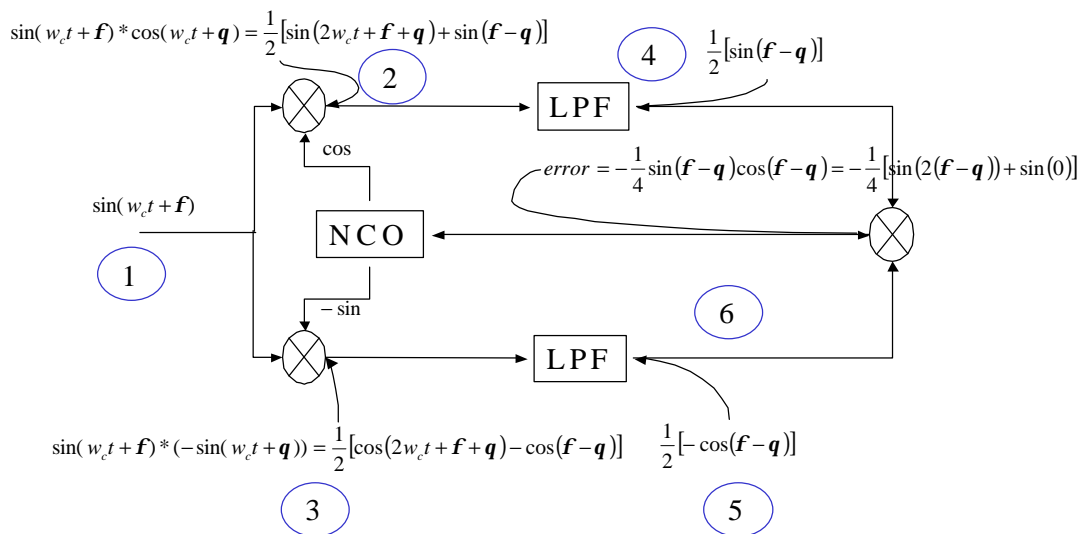 sin( w_c t + f ) * cos( w_c t + q ) = 1/2 [sin(2w_c t + f + q) + sin(f − q)]
2
4
1/2 [sin(f − q)]
LPF
cos
error = −1/4 sin(f − q)cos(f − q) = −1/4 [sin(2(f − q)) + sin(0)]
sin( w_c t + f )
NCO
1
− sin
6
LPF
sin( w_c t + f ) * (−sin( w_c t + q )) = 1/2 [cos(2w_c t + f + q) − cos(f − q)]
1/2 [−cos(f − q)]
3
5